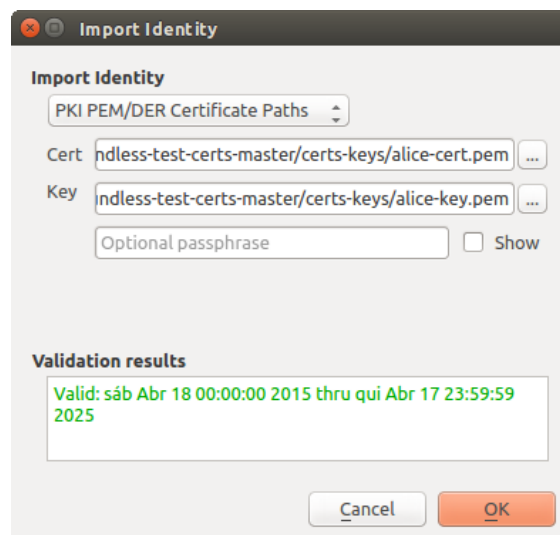 Import Identity
Import Identity
PKI PEM/DER Certificate Paths
Cert ndless-test-certs-master/certs-keys/alice-cert.pem ...
Key indless-test-certs-master/certs-keys/alice-key.pem ...
Optional passphrase Show
Validation results
Valid: sáb Abr 18 00:00:00 2015 thru qui Abr 17 23:59:59
2025
Cancel OK